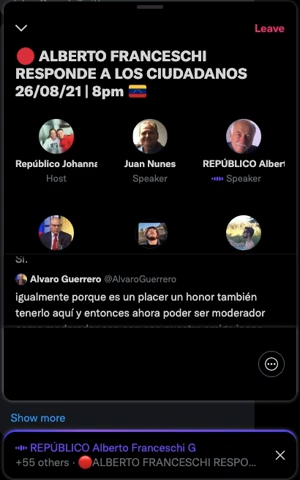 Leave
🔴 ALBERTO FRANCESCHI
RESPONDE A LOS CIUDADANOS
26/08/21 | 8pm 🇻🇪
Repúblico Johanna
Juan Nunes
REPÚBLICO Albert
Host
Speaker
Speaker
Sí.
Alvaro Guerrero @AlvaroGuerrero
igualmente porque es un placer un honor también
tenerlo aquí y entonces ahora poder ser moderador
Show more
REPÚBLICO Alberto Franceschi G
+55 others · 🔴ALBERTO FRANCESCHI RESPO...